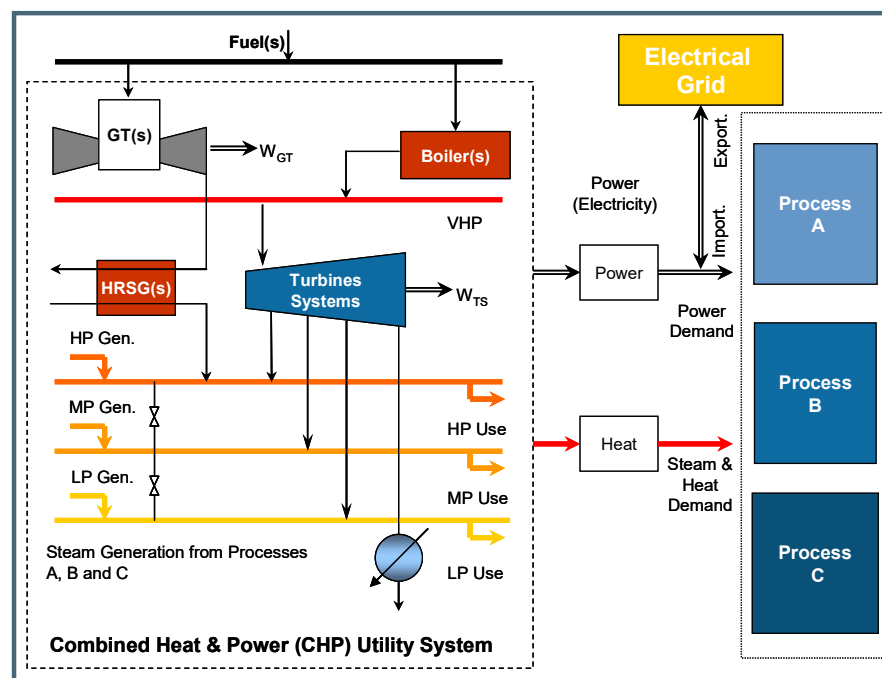 Fuel(s)
GT(s)
W_GT
Boiler(s)
VHP
HRSG(s)
Turbines
Systems
W_TS
HP Gen.
HP Use
MP Gen.
MP Use
LP Gen.
LP Use
Steam Generation from Processes
A, B and C
Combined Heat & Power (CHP) Utility System
Electrical
Grid
Export.
Import.
Power
(Electricity)
Power
Power
Demand
Heat
Steam &
Heat
Demand
Process
A
Process
B
Process
C